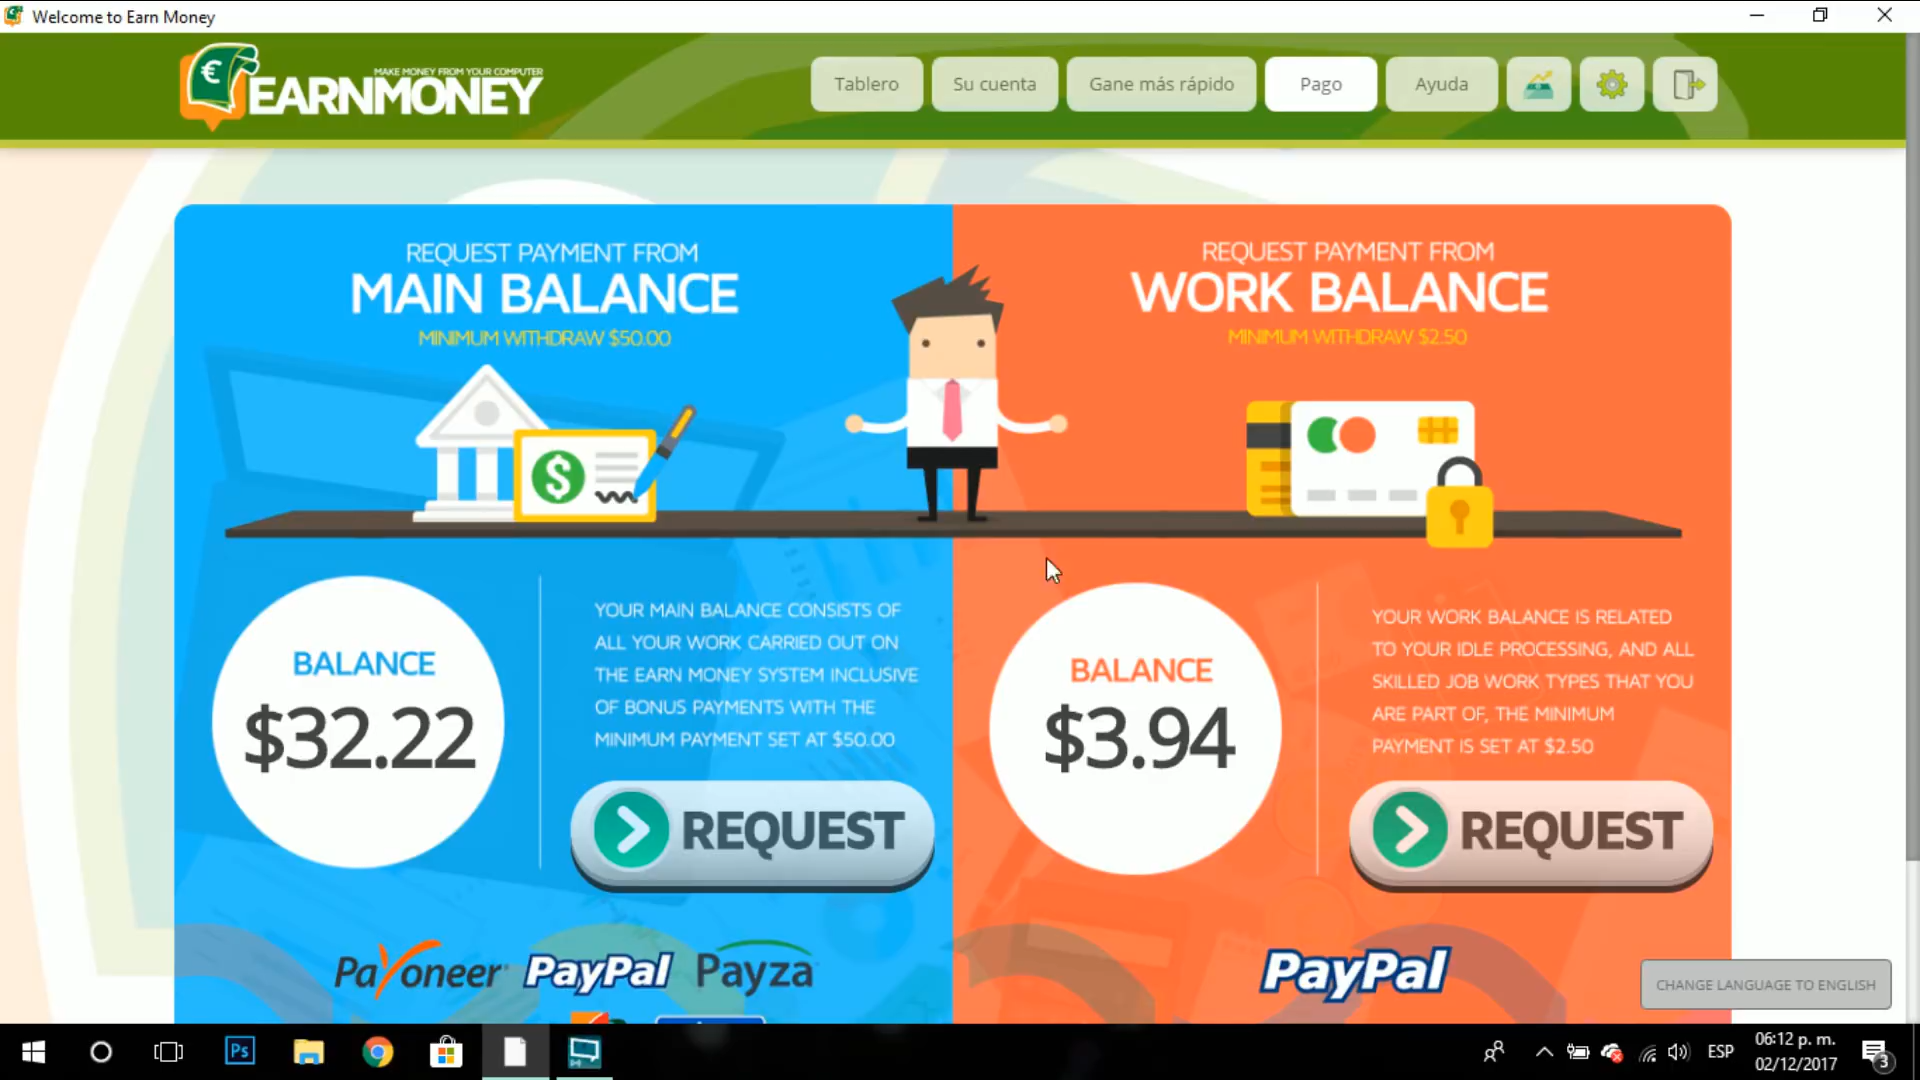 Welcome to Earn Money
MAKE MONEY FROM YOUR COMPUTER
€ EARNMONEY
Tablero
Su cuenta
Gane más rápido
Pago
Ayuda
REQUEST PAYMENT FROM
MAIN BALANCE
MINIMUM WITHDRAW $50.00
REQUEST PAYMENT FROM
WORK BALANCE
MINIMUM WITHDRAW $2.50
$
BALANCE
$32.22
YOUR MAIN BALANCE CONSISTS OF
ALL YOUR WORK CARRIED OUT ON
THE EARN MONEY SYSTEM INCLUSIVE
OF BONUS PAYMENTS WITH THE
MINIMUM PAYMENT SET AT $50.00
REQUEST
BALANCE
$3.94
YOUR WORK BALANCE IS RELATED
TO YOUR IDLE PROCESSING, AND ALL
SKILLED JOB WORK TYPES THAT YOU
ARE PART OF, THE MINIMUM
PAYMENT IS SET AT $2.50
REQUEST
Payoneer PayPal Payza
PayPal
CHANGE LANGUAGE TO ENGLISH
Ps
ESP
06:12 p. m.
02/12/2017
3